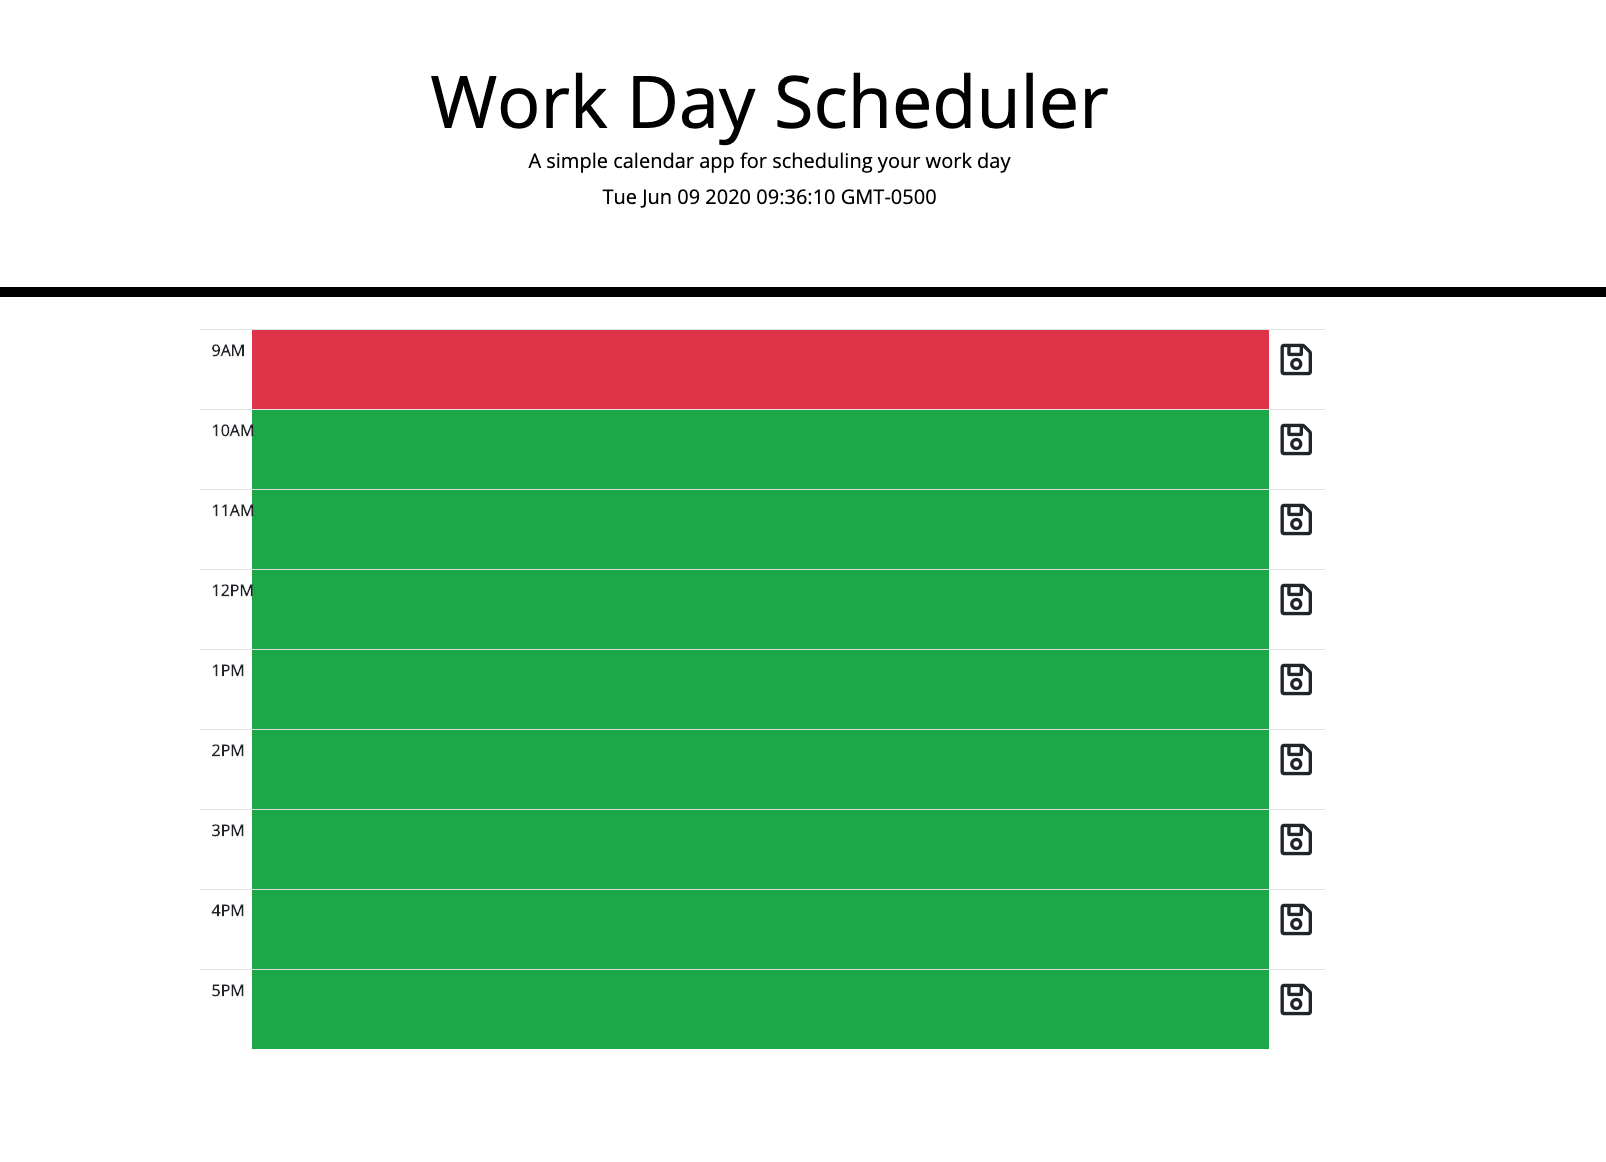 Work Day Scheduler
A simple calendar app for scheduling your work day
Tue Jun 09 2020 09:36:10 GMT-0500
9AM
10AM
11AM
12PM
1PM
2PM
3PM
4PM
5PM